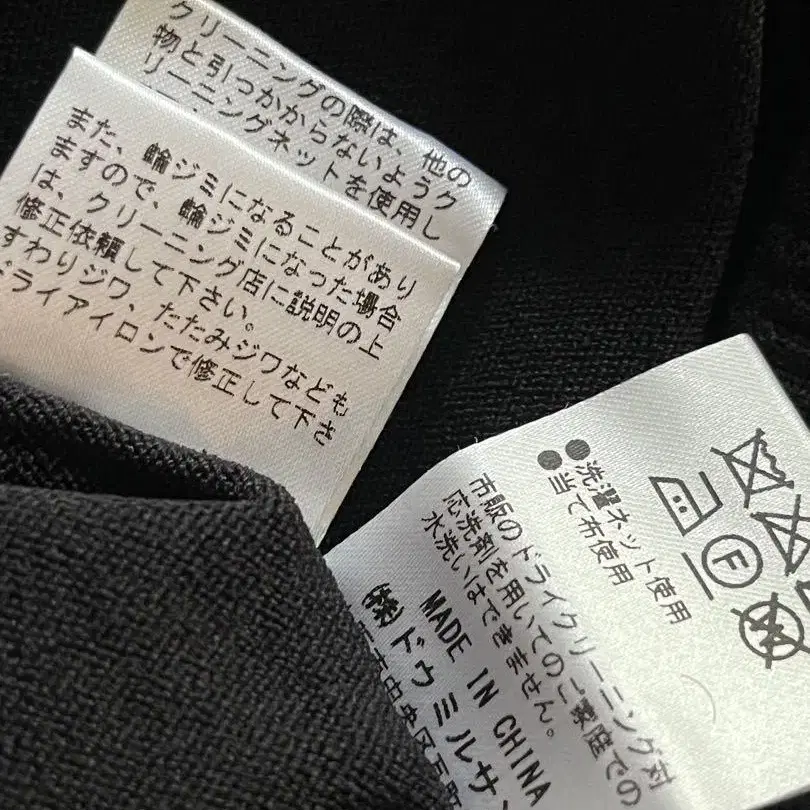 クリーニングの際は、他の
物と引っかからないようク
リーニングネットを使用し
また、輪ジミになることがあり
ますので、輪ジミになった場合
は、クリーニング店に説明の上
修正依頼して下さい。
すわりジワ、たたみジワなども
ドライアイロンで修正して下さ
●洗濯ネット使用
●当て布使用
市販のドライクリーニング対
応洗剤を用いてのご家庭での
水洗いはできません。
MADE IN CHINA
㈱ドゥミルサン
F